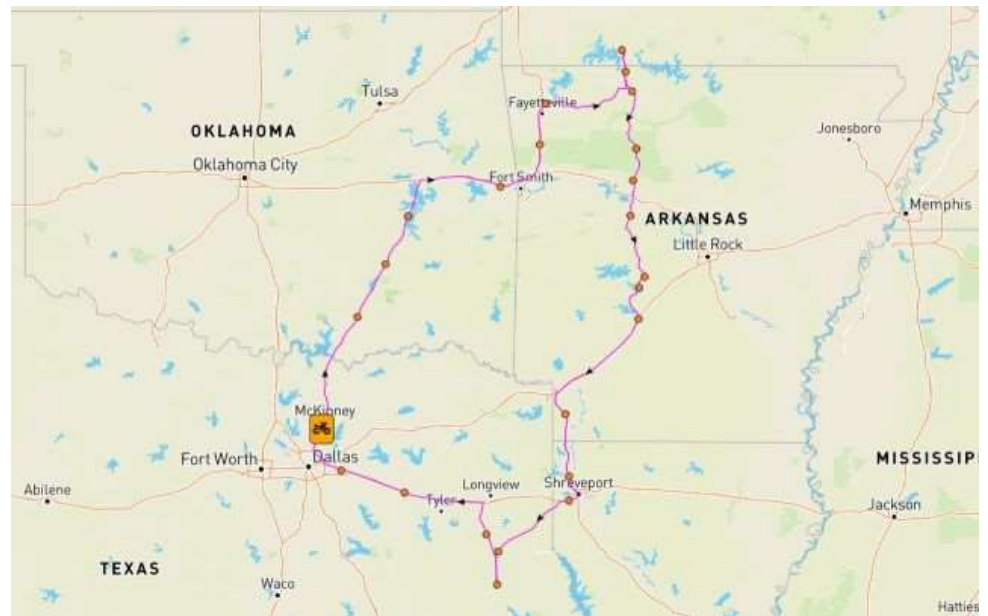 Tulsa
OKLAHOMA
Oklahoma City
Fayetteville
Jonesboro
Fort Smith
Memphis
ARKANSAS
Little Rock
McKinney
Fort Worth
Dallas
Abilene
Tyler
Longview
Shreveport
MISSISSIP
Jackson
TEXAS
Waco
Hatties